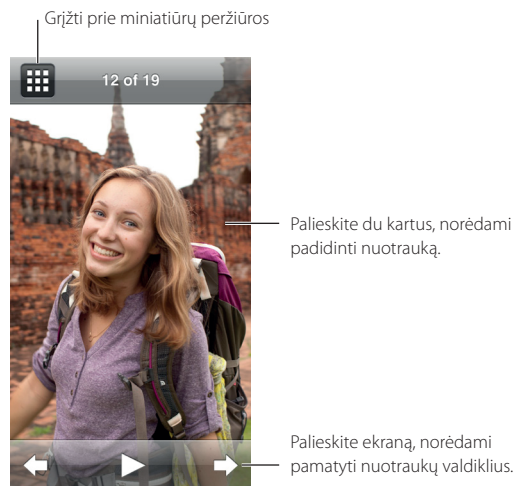 Grįžti prie miniatiūrų peržiūros
12 of 19
Palieskite du kartus, norėdami
padidinti nuotrauką.
Palieskite ekraną, norėdami
pamatyti nuotraukų valdiklius.